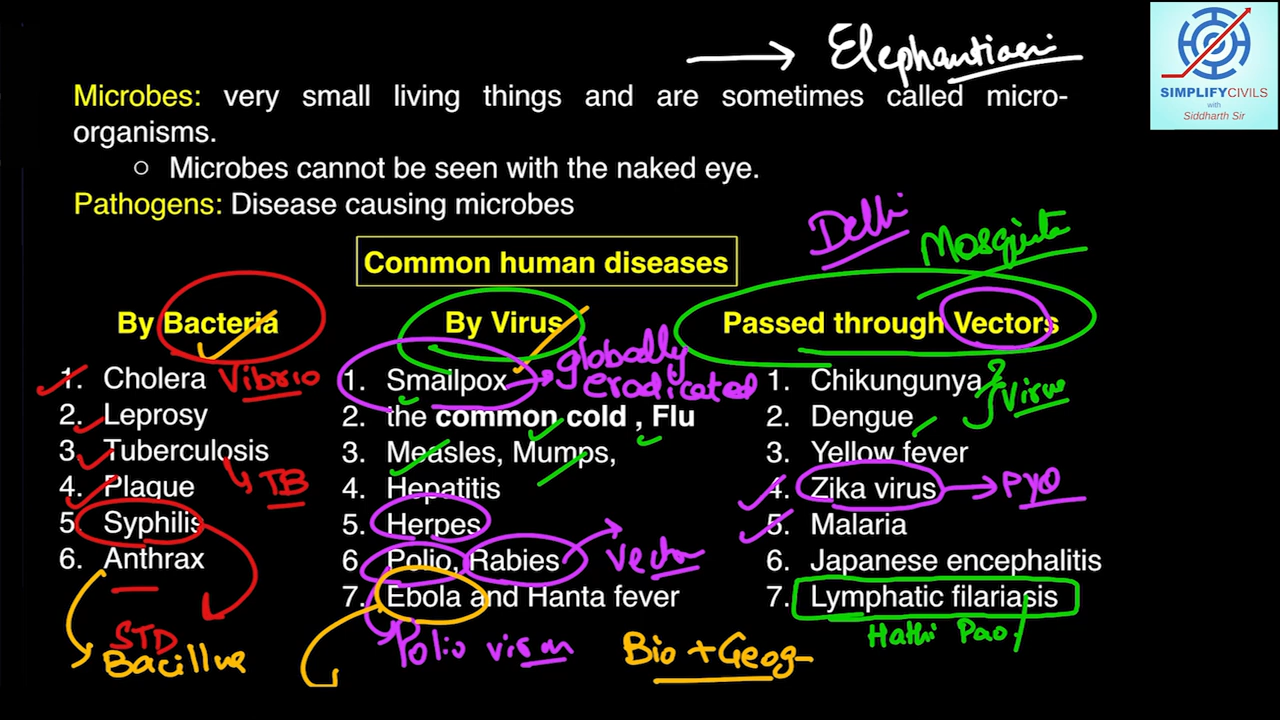 Elephantiasis
SIMPLIFYCIVILS
with
Siddharth Sir
Microbes: very small living things and are sometimes called micro-
organisms.
Microbes cannot be seen with the naked eye.
Pathogens: Disease causing microbes
Delhi
Mosquito
Common human diseases
By Bacteria
1. Cholera Vibrio
2. Leprosy
3. Tuberculosis
TB
4. Plaque
5. Syphilis
6. Anthrax
STD
Bacillus
By Virus
1. Smailpox
globally
eradicated
2. the common cold , Flu
3. Measles, Mumps,
4. Hepatitis
5. Herpes
6. Polio, Rabies
Vector
7. Ebola and Hanta fever
Polio virus
Bio + Geog
Passed through Vectors
1. Chikungunya
Virus
2. Dengue
3. Yellow fever
4. Zika virus PYQ
5. Malaria
6. Japanese encephalitis
7. Lymphatic filariasis
Hathi Pao